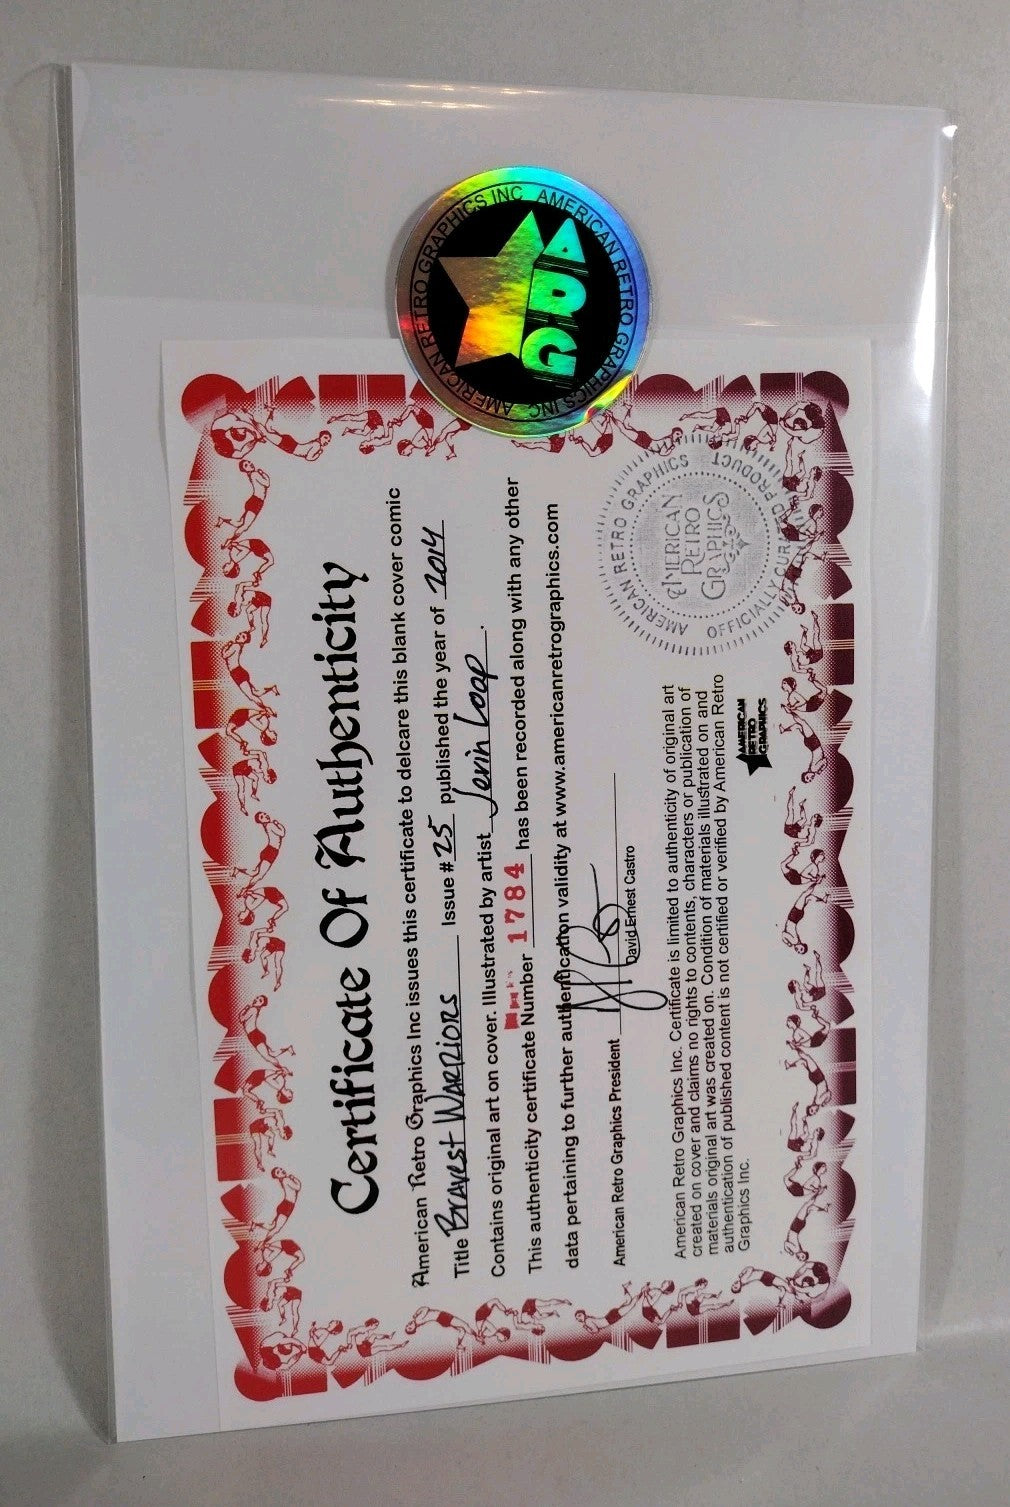 Certificate Of Authenticity
American Retro Graphics Inc issues this certificate to delcare this blank cover comic
Title Bravest Warriors Issue # 25 published the year of 2014
Contains original art on cover. Illustrated by artist Jevin Loop.
This authenticity certificate Number 1784 has been recorded along with any other
data pertaining to further authentication validity at www.americanretrographics.com
American Retro Graphics President
David Ernest Castro
American Retro Graphics Inc. Certificate is limited to authenticity of original art
created on cover and claims no rights to contents, characters or publication of
materials original art was created on. Condition of materials illustrated on and
authentication of published content is not certified or verified by American Retro
Graphics Inc.
AMERICAN
RETRO
GRAPHICS
AMERICAN RETRO GRAPHICS
OFFICIALLY CURATED PRODUCT
AMERICAN
RETRO
GRAPHICS
AMERICAN RETRO GRAPHICS INC AMERICAN RETRO GRAPHICS INC
ARG